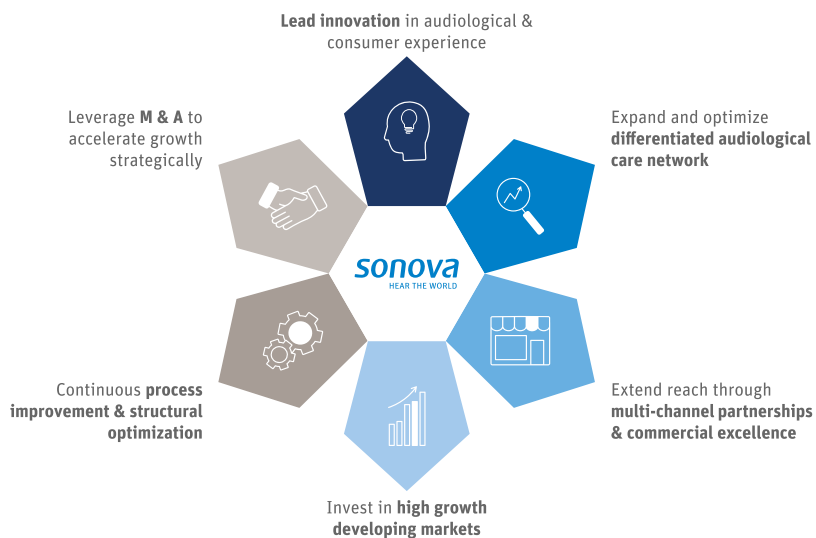 Lead innovation in audiological &
consumer experience
Leverage M & A to
accelerate growth
strategically
Expand and optimize
differentiated audiological
care network
sonova
HEAR THE WORLD
Continuous process
improvement & structural
optimization
Extend reach through
multi-channel partnerships
& commercial excellence
Invest in high growth
developing markets